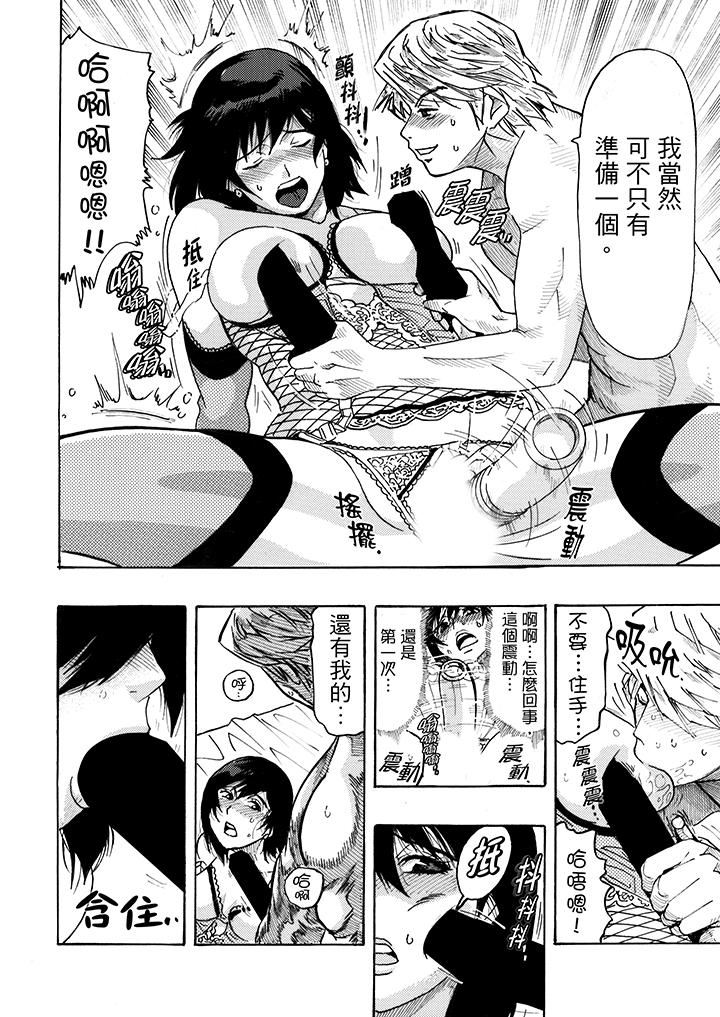 我當然
可不只有
準備一個。
顫抖抖!!
哈啊啊嗯嗯!!
蹭
震震震
抵住
嗡嗡嗡嗡
搖擺
震動
吸吮
不要…住手…
震震震…
哈唔嗯!
啊啊…怎麼回事
這個震動…
還是
第一次…
嗡嗡嗡嗡
震動
震動
抵
抖抖抖
還有我的…
呼…
哈啊
含住